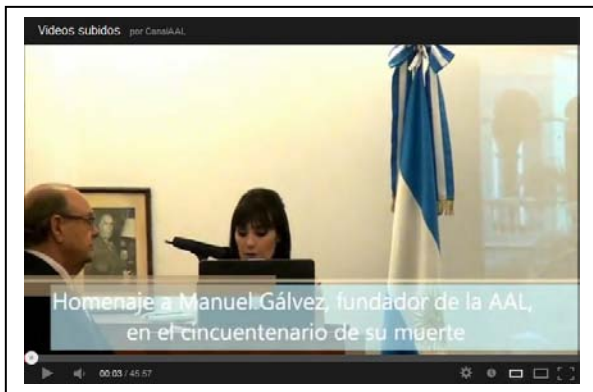 Videos subidos por CanalAAL
Homenaje a Manuel Gálvez, fundador de la AAL,
en el cincuentenario de su muerte
00:03 / 45:57